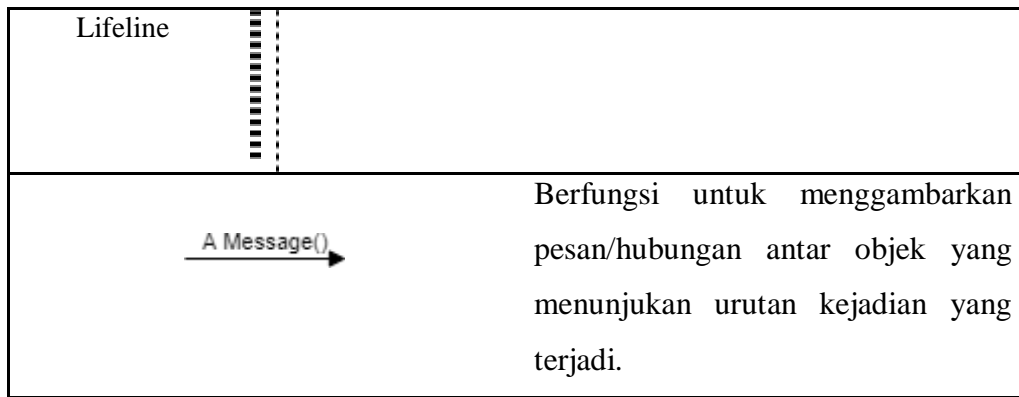 Lifeline
A Message()
Berfungsi untuk menggambarkan
pesan/hubungan antar objek yang
menunjukan urutan kejadian yang
terjadi.